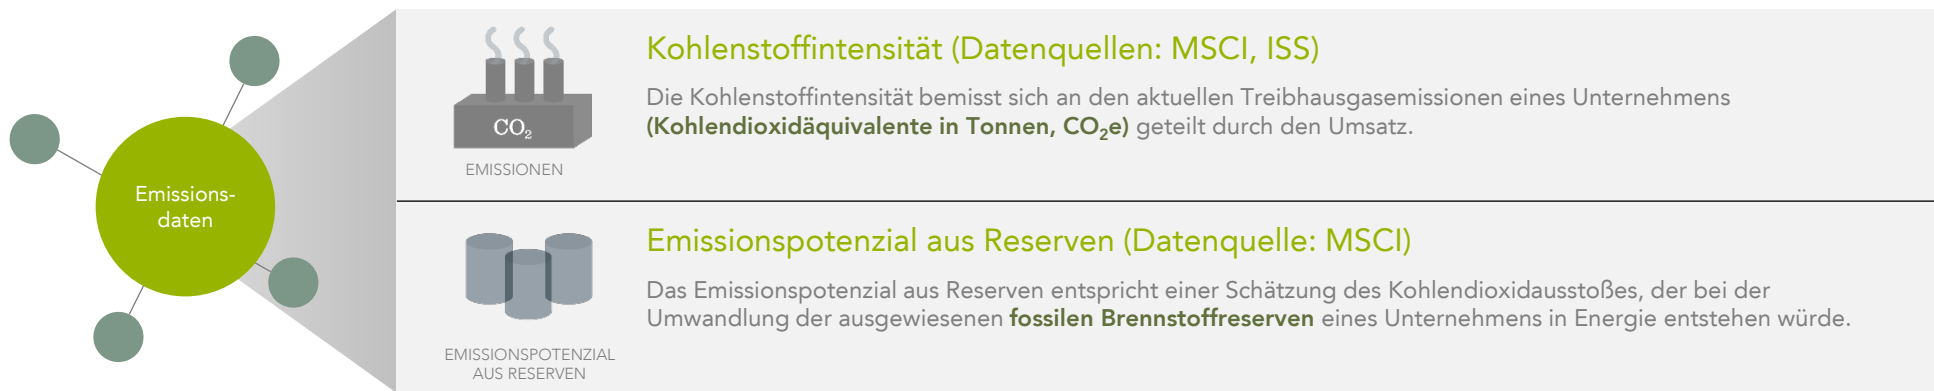 Emissions-
daten
CO₂
EMISSIONEN
Kohlenstoffintensität (Datenquellen: MSCI, ISS)
Die Kohlenstoffintensität bemisst sich an den aktuellen Treibhausgasemissionen eines Unternehmens
(Kohlendioxidäquivalente in Tonnen, CO₂e) geteilt durch den Umsatz.
EMISSIONSPOTENZIAL
AUS RESERVEN
Emissionspotenzial aus Reserven (Datenquelle: MSCI)
Das Emissionspotenzial aus Reserven entspricht einer Schätzung des Kohlendioxidausstoßes, der bei der
Umwandlung der ausgewiesenen fossilen Brennstoffreserven eines Unternehmens in Energie entstehen würde.